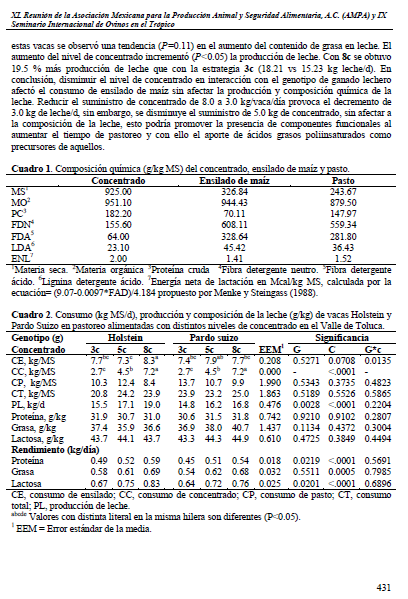 XI. Reunión de la Asociación Mexicana para la Producción Animal y Seguridad Alimentaria, A.C. (AMPA) y IX
Seminario Internacional de Ovinos en el Trópico
estas vacas se observó una tendencia (P=0.11) en el aumento del contenido de grasa en leche. El
aumento del nivel de concentrado incrementó (P<0.05) la producción de leche. Con 8c se obtuvo
19.5 % más producción de leche que con la estrategia 3c (18.21 vs 15.23 kg leche/d). En
conclusión, disminuir el nivel de concentrado en interacción con el genotipo de ganado lechero
afectó el consumo de ensilado de maíz sin afectar la producción y composición química de la
leche. Reducir el suministro de concentrado de 8.0 a 3.0 kg/vaca/día provoca el decremento de
3.0 kg de leche/d, sin embargo, se disminuye el suministro de 5.0 kg de concentrado, sin afectar a
la composición de la leche, esto podría promover la presencia de componentes funcionales al
aumentar el tiempo de pastoreo y con ello el aporte de ácidos grasos poliinsaturados como
precursores de aquellos.
Cuadro 1. Composición química (g/kg MS) del concentrado, ensilado de maíz y pasto.
Concentrado Ensilado de maíz Pasto
MS¹ 925.00 326.84 243.67
MO² 951.10 944.43 879.50
PC³ 182.20 70.11 147.97
FDN⁴ 155.60 608.11 559.34
FDA⁵ 64.00 328.64 281.80
LDA⁶ 23.10 45.42 36.43
ENL⁷ 2.00 1.41 1.52
¹Materia seca. ²Materia orgánica ³Proteína cruda ⁴Fibra detergente neutro. ⁵Fibra detergente
ácido. ⁶Lignina detergente ácido. ⁷Energía neta de lactación en Mcal/kg MS, calculada por la
ecuación= (9.07-0.0097*FAD)/4.184 propuesto por Menke y Steingass (1988).
Cuadro 2. Consumo (kg MS/d), producción y composición de la leche (g/kg) de vacas Holstein y
Pardo Suizo en pastoreo alimentadas con distintos niveles de concentrado en el Valle de Toluca.
Genotipo (g) Holstein Pardo suizo Significancia
Concentrado 3c 5c 8c 3c 5c 8c EEM¹ G C G*c
CE, kg/MS 7.7ᵇᶜ 7.3ᶜ 8.3ᵃ 7.4ᵇᶜ 7.9ᵃᵇ 7.7ᵇᶜ 0.208 0.5271 0.0708 0.0135
CC, kg/MS 2.7ᶜ 4.5ᵇ 7.2ᵃ 2.7ᶜ 4.5ᵇ 7.2ᵃ 0.000 - <.0001 -
CP, kg/MS 10.3 12.4 8.4 13.7 10.7 9.9 1.990 0.5343 0.3735 0.4823
CT, kg/MS 20.8 24.2 23.9 23.9 23.2 25.0 1.863 0.5189 0.5526 0.5865
PL, kg/d 15.5 17.1 19.0 14.8 16.2 16.8 0.476 0.0028 <.0001 0.2204
Proteína, g/kg 31.9 30.7 31.0 30.6 31.5 31.8 0.742 0.9210 0.9102 0.2807
Grasa, g/kg 37.4 35.9 36.6 36.9 38.0 40.7 1.437 0.1134 0.4372 0.3004
Lactosa, g/kg 43.7 44.1 43.7 43.3 44.3 44.9 0.610 0.4725 0.3849 0.4494
Rendimiento (kg/día)
Proteína 0.49 0.52 0.59 0.45 0.51 0.54 0.018 0.0219 <.0001 0.5691
Grasa 0.58 0.61 0.69 0.54 0.62 0.68 0.032 0.5511 0.0005 0.7985
Lactosa 0.67 0.75 0.83 0.64 0.72 0.76 0.025 0.0201 <.0001 0.6896
CE, consumo de ensilado; CC, consumo de concentrado; CP, consumo de pasto; CT, consumo
total; PL, producción de leche.
ᵃᵇᶜᵈᵉ Valores con distinta literal en la misma hilera son diferentes (P<0.05).
¹ EEM = Error estándar de la media.
431